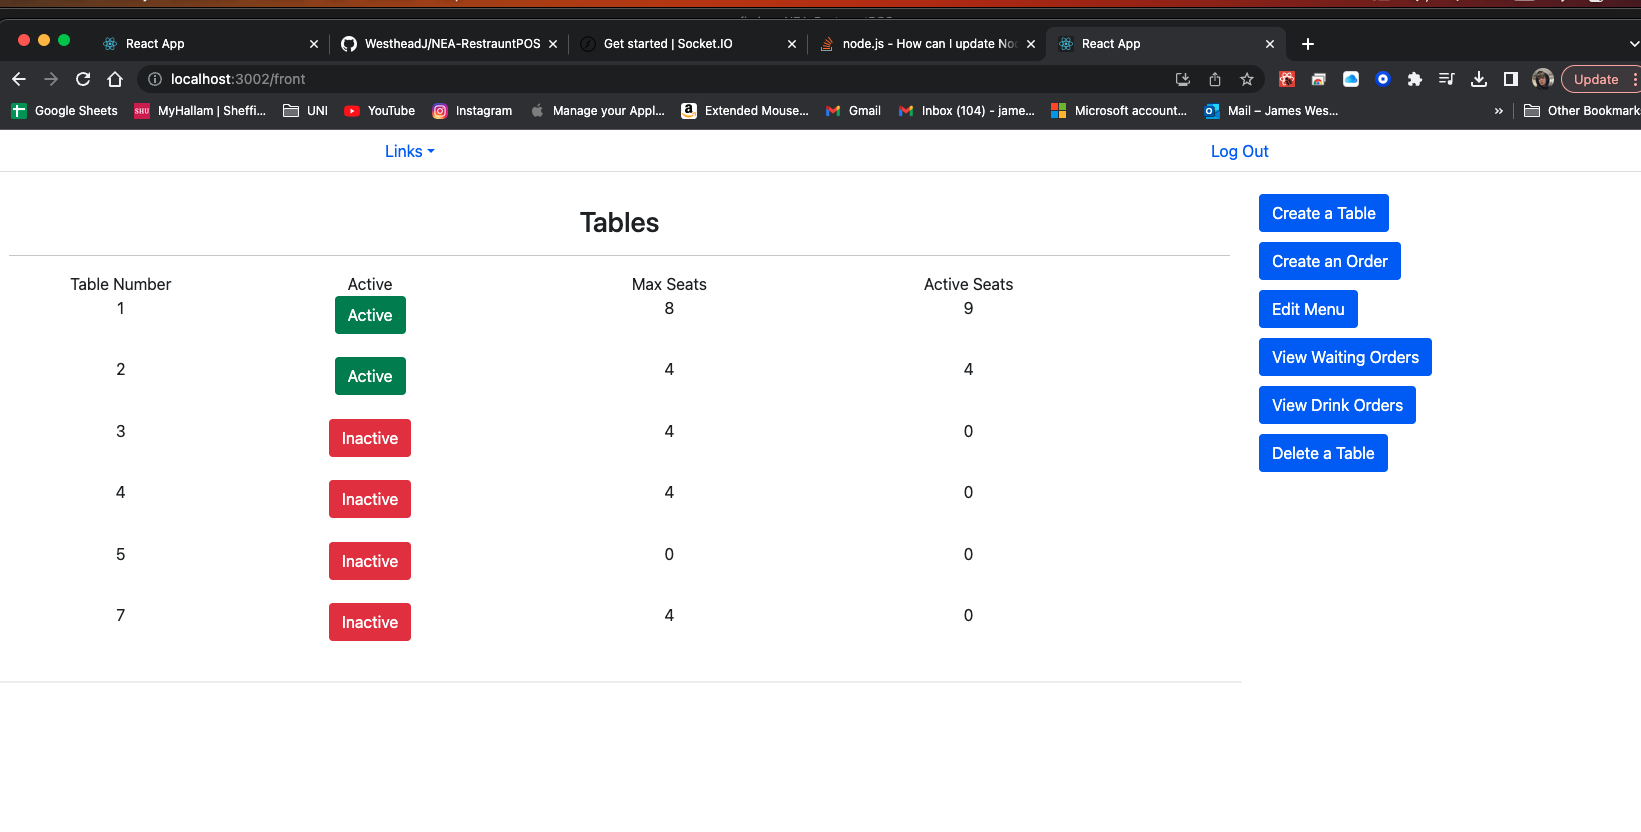 React App
WestheadJ/NEA-RestrauntPOS
Get started | Socket.IO
node.js - How can I update No
React App
localhost:3002/front
Update
Google Sheets
SHU
MyHallam | Sheffi...
UNI
YouTube
Instagram
Manage your Appl...
a
Extended Mouse...
Gmail
Inbox (104) - jame...
Microsoft account...
Mail – James Wes...
»
Other Bookmark
Links
Log Out
Tables
Table Number Active Max Seats Active Seats
1 Active 8 9
2 Active 4 4
3 Inactive 4 0
4 Inactive 4 0
5 Inactive 0 0
7 Inactive 4 0
Create a Table
Create an Order
Edit Menu
View Waiting Orders
View Drink Orders
Delete a Table